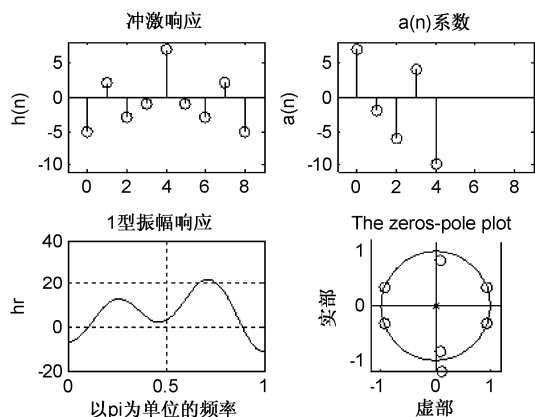 冲激响应
a(n)系数
h(n)
5
0
-5
-10
0 2 4 6 8
a(n)
5
0
-5
-10
0 2 4 6 8
1型振幅响应
The zeros-pole plot
hr
40
20
0
-20
0 0.5 1
以pi为单位的频率
实部
1
0
-1
-1 0 1
虚部